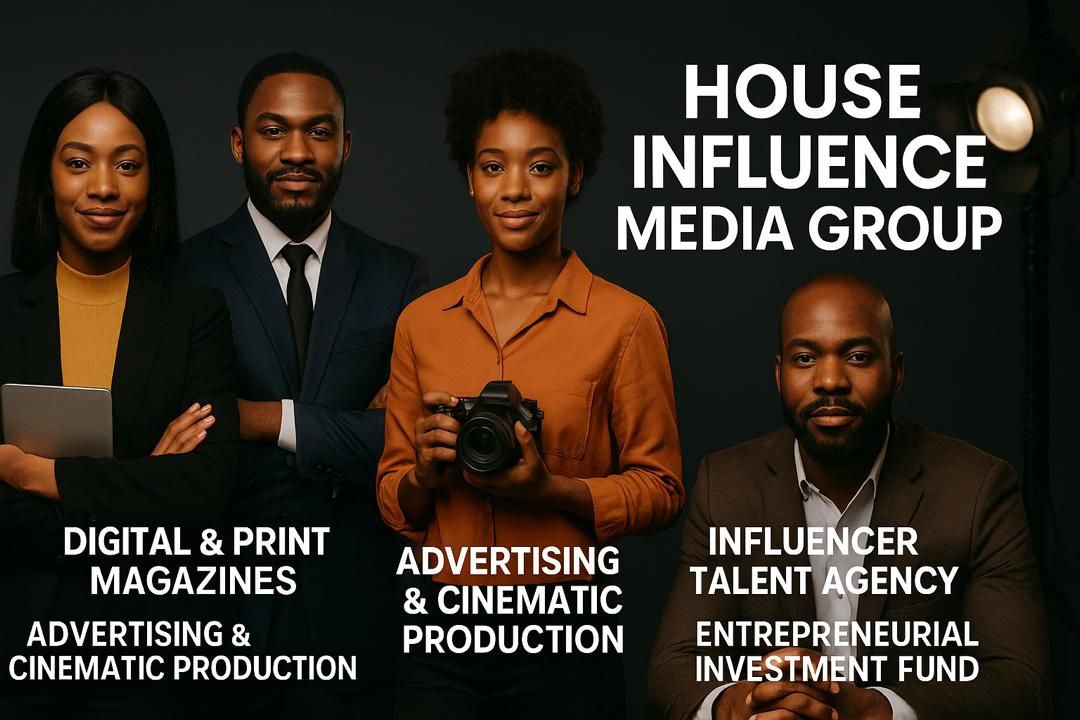 HOUSE
INFLUENCE
MEDIA GROUP
DIGITAL & PRINT
MAGAZINES
ADVERTISING &
CINEMATIC PRODUCTION
ADVERTISING
& CINEMATIC
PRODUCTION
INFLUENCER
TALENT AGENCY
ENTREPRENEURIAL
INVESTMENT FUND